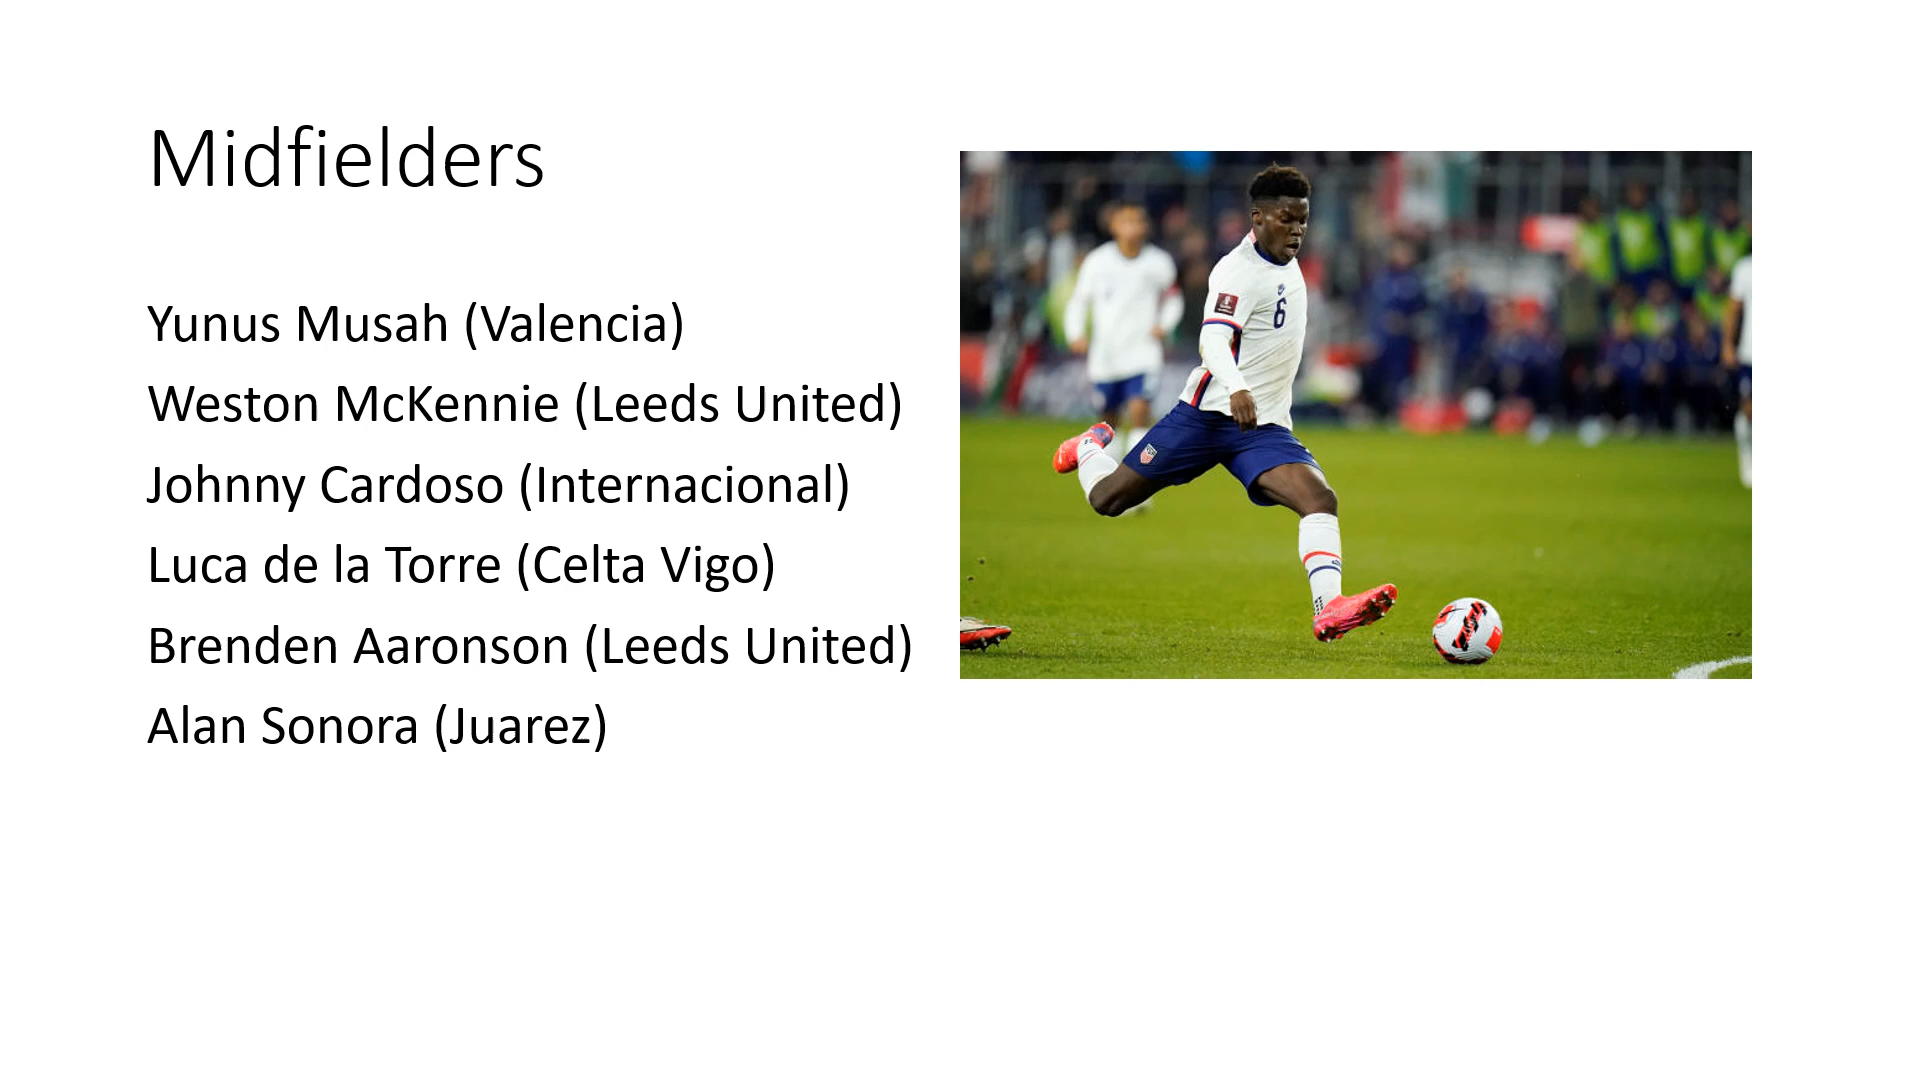 Midfielders
Yunus Musah (Valencia)
Weston McKennie (Leeds United)
Johnny Cardoso (Internacional)
Luca de la Torre (Celta Vigo)
Brenden Aaronson (Leeds United)
Alan Sonora (Juarez)
6